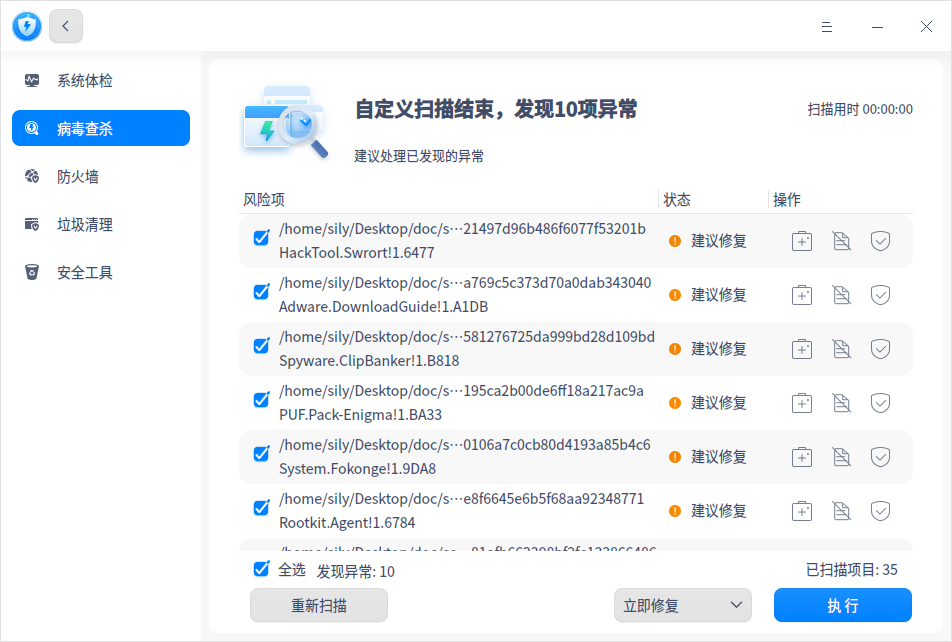 系统体检
病毒查杀
防火墙
垃圾清理
安全工具
自定义扫描结束，发现10项异常
扫描用时 00:00:00
建议处理已发现的异常
风险项 状态 操作
/home/sily/Desktop/doc/s···21497d96b486f6077f53201b
HackTool.Swrort!1.6477
建议修复
/home/sily/Desktop/doc/s···a769c5c373d70a0dab343040
Adware.DownloadGuide!1.A1DB
建议修复
/home/sily/Desktop/doc/s···581276725da999bd28d109bd
Spyware.ClipBanker!1.B818
建议修复
/home/sily/Desktop/doc/s···195ca2b00de6ff18a217ac9a
PUF.Pack-Enigma!1.BA33
建议修复
/home/sily/Desktop/doc/s···0106a7c0cb80d4193a85b4c6
System.Fokonge!1.9DA8
建议修复
/home/sily/Desktop/doc/s···e8f6645e6b5f68aa92348771
Rootkit.Agent!1.6784
建议修复
全选 发现异常: 10
已扫描项目: 35
重新扫描
立即修复
执行